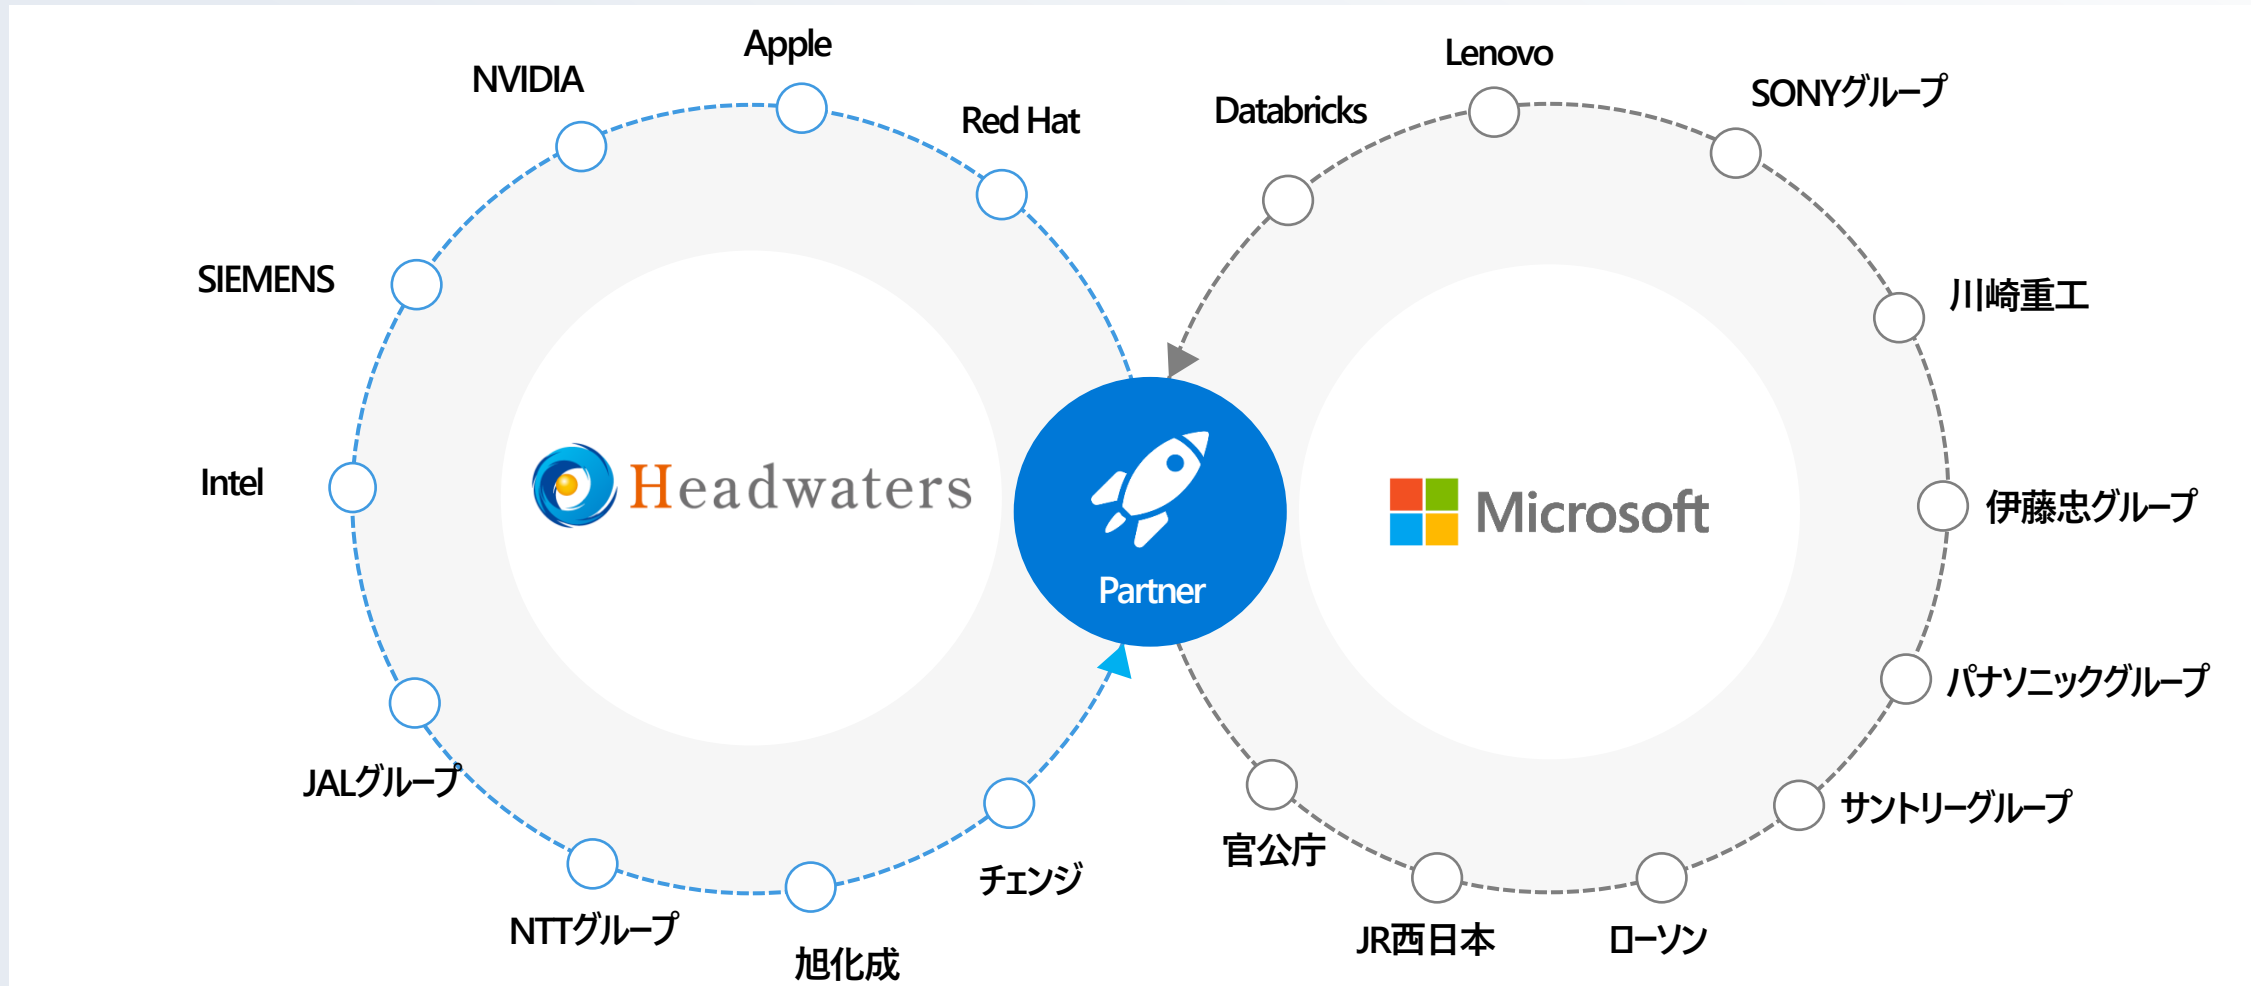 Apple
NVIDIA
Red Hat
SIEMENS
Intel
JALグループ
NTTグループ
旭化成
チェンジ
Headwaters
Partner
Microsoft
Lenovo
Databricks
SONYグループ
川崎重工
伊藤忠グループ
パナソニックグループ
サントリーグループ
ローソン
JR西日本
官公庁